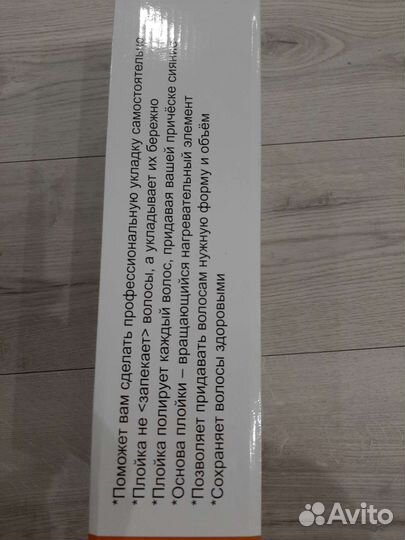 *Поможет вам сделать профессиональную укладку самостоятельно
*Плойка не <запекает> волосы, а укладывает их бережно
*Плойка полирует каждый волос, придавая вашей причёске сияние
*Основа плойки – вращающийся нагревательный элемент
*Позволяет придавать волосам нужную форму и объём
*Сохраняет волосы здоровыми
Avito